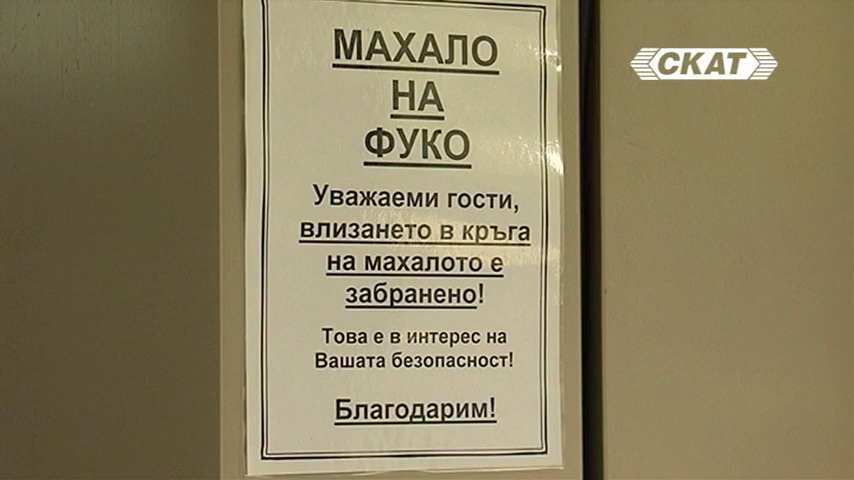 МАХАЛО
НА
ФУКО
Уважаеми гости,
влизането в кръга
на махалото е
забранено!
Това е в интерес на
Вашата безопасност!
Благодарим!
СКАТ